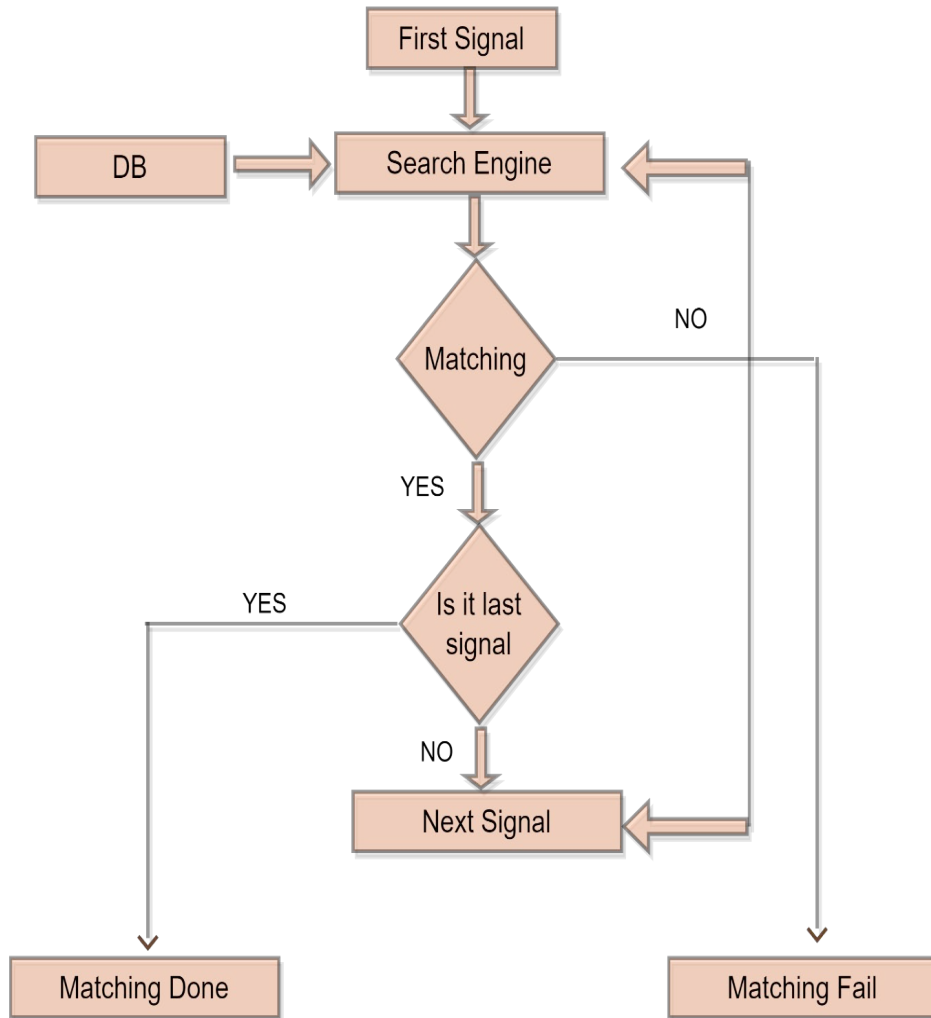 First Signal
DB
Search Engine
NO
Matching
YES
YES
Is it last
signal
NO
Next Signal
Matching Done
Matching Fail